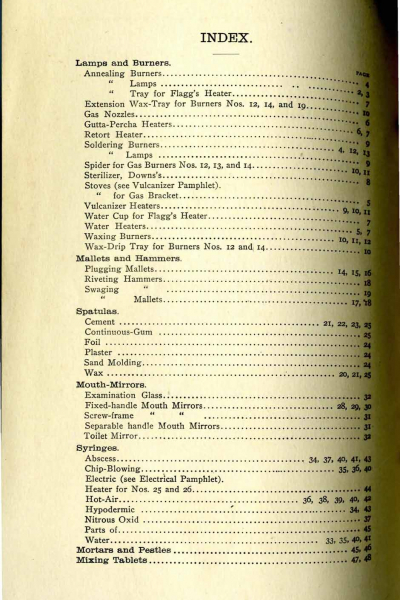 INDEX.
Lamps and Burners. PAGE
Annealing Burners........ 4
" Lamps ........ 2, 3
" Tray for Flagg's Heater........ 7
Extension Wax-Tray for Burners Nos. 12, 14, and 19........ 10
Gas Nozzles........ 6
Gutta-Percha Heaters........ 6, 7
Retort Heater........ 9
Soldering Burners........ 4, 12, 13
" Lamps ........ 9
Spider for Gas Burners Nos. 12, 13, and 14........ 10, 11
Sterilizer, Downs's........ 8
Stoves (see Vulcanizer Pamphlet).
" for Gas Bracket........ 5
Vulcanizer Heaters........ 9, 10, 11
Water Cup for Flagg's Heater........ 7
Water Heaters........ 5, 7
Waxing Burners........ 10, 11, 12
Wax-Drip Tray for Burners Nos. 12 and 14........ 10
Mallets and Hammers.
Plugging Mallets........ 14, 15, 16
Riveting Hammers........ 18
Swaging " ........ 19
" Mallets........ 17, 18
Spatulas.
Cement ........ 21, 22, 23, 25
Continuous-Gum ........ 25
Foil ........ 24
Plaster ........ 24
Sand Molding........ 24
Wax ........ 20, 21, 25
Mouth-Mirrors.
Examination Glass........ 32
Fixed-handle Mouth Mirrors........ 28, 29, 30
Screw-frame " " ........ 31
Separable handle Mouth Mirrors........ 31
Toilet Mirror........ 32
Syringes.
Abscess........ 34, 37, 40, 41, 43
Chip-Blowing........ 35, 36, 40
Electric (see Electrical Pamphlet).
Heater for Nos. 25 and 26........ 44
Hot-Air........ 36, 38, 39, 40, 42
Hypodermic ........ 34, 43
Nitrous Oxid ........ 37
Parts of........ 45
Water........ 33, 35, 40, 41
Mortars and Pestles ........ 45, 46
Mixing Tablets........ 47, 48